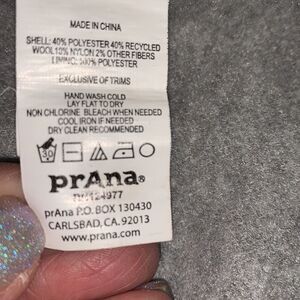 MADE IN CHINA
SHELL: 40% POLYESTER 40% RECYCLED
WOOL 10% NYLON 2% OTHER FIBERS
LINING: 100% POLYESTER
EXCLUSIVE OF TRIMS
HAND WASH COLD
LAY FLAT TO DRY
NON CHLORINE BLEACH WHEN NEEDED
COOL IRON IF NEEDED
DRY CLEAN RECOMMENDED
30
prAna®
124977
prAna P.O. BOX 130430
CARLSBAD, CA. 92013
www.prana.com